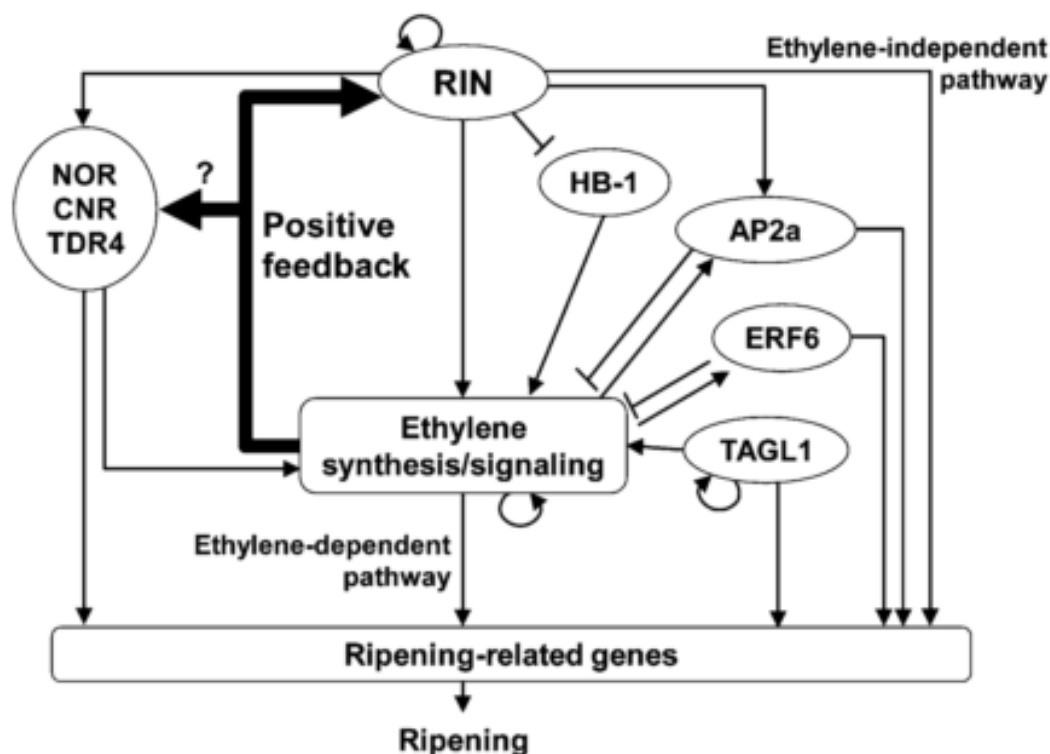 Ethylene-independent
pathway
RIN
NOR
CNR
TDR4
?
HB-1
Positive
feedback
AP2a
ERF6
Ethylene
synthesis/signaling
TAGL1
Ethylene-dependent
pathway
Ripening-related genes
Ripening